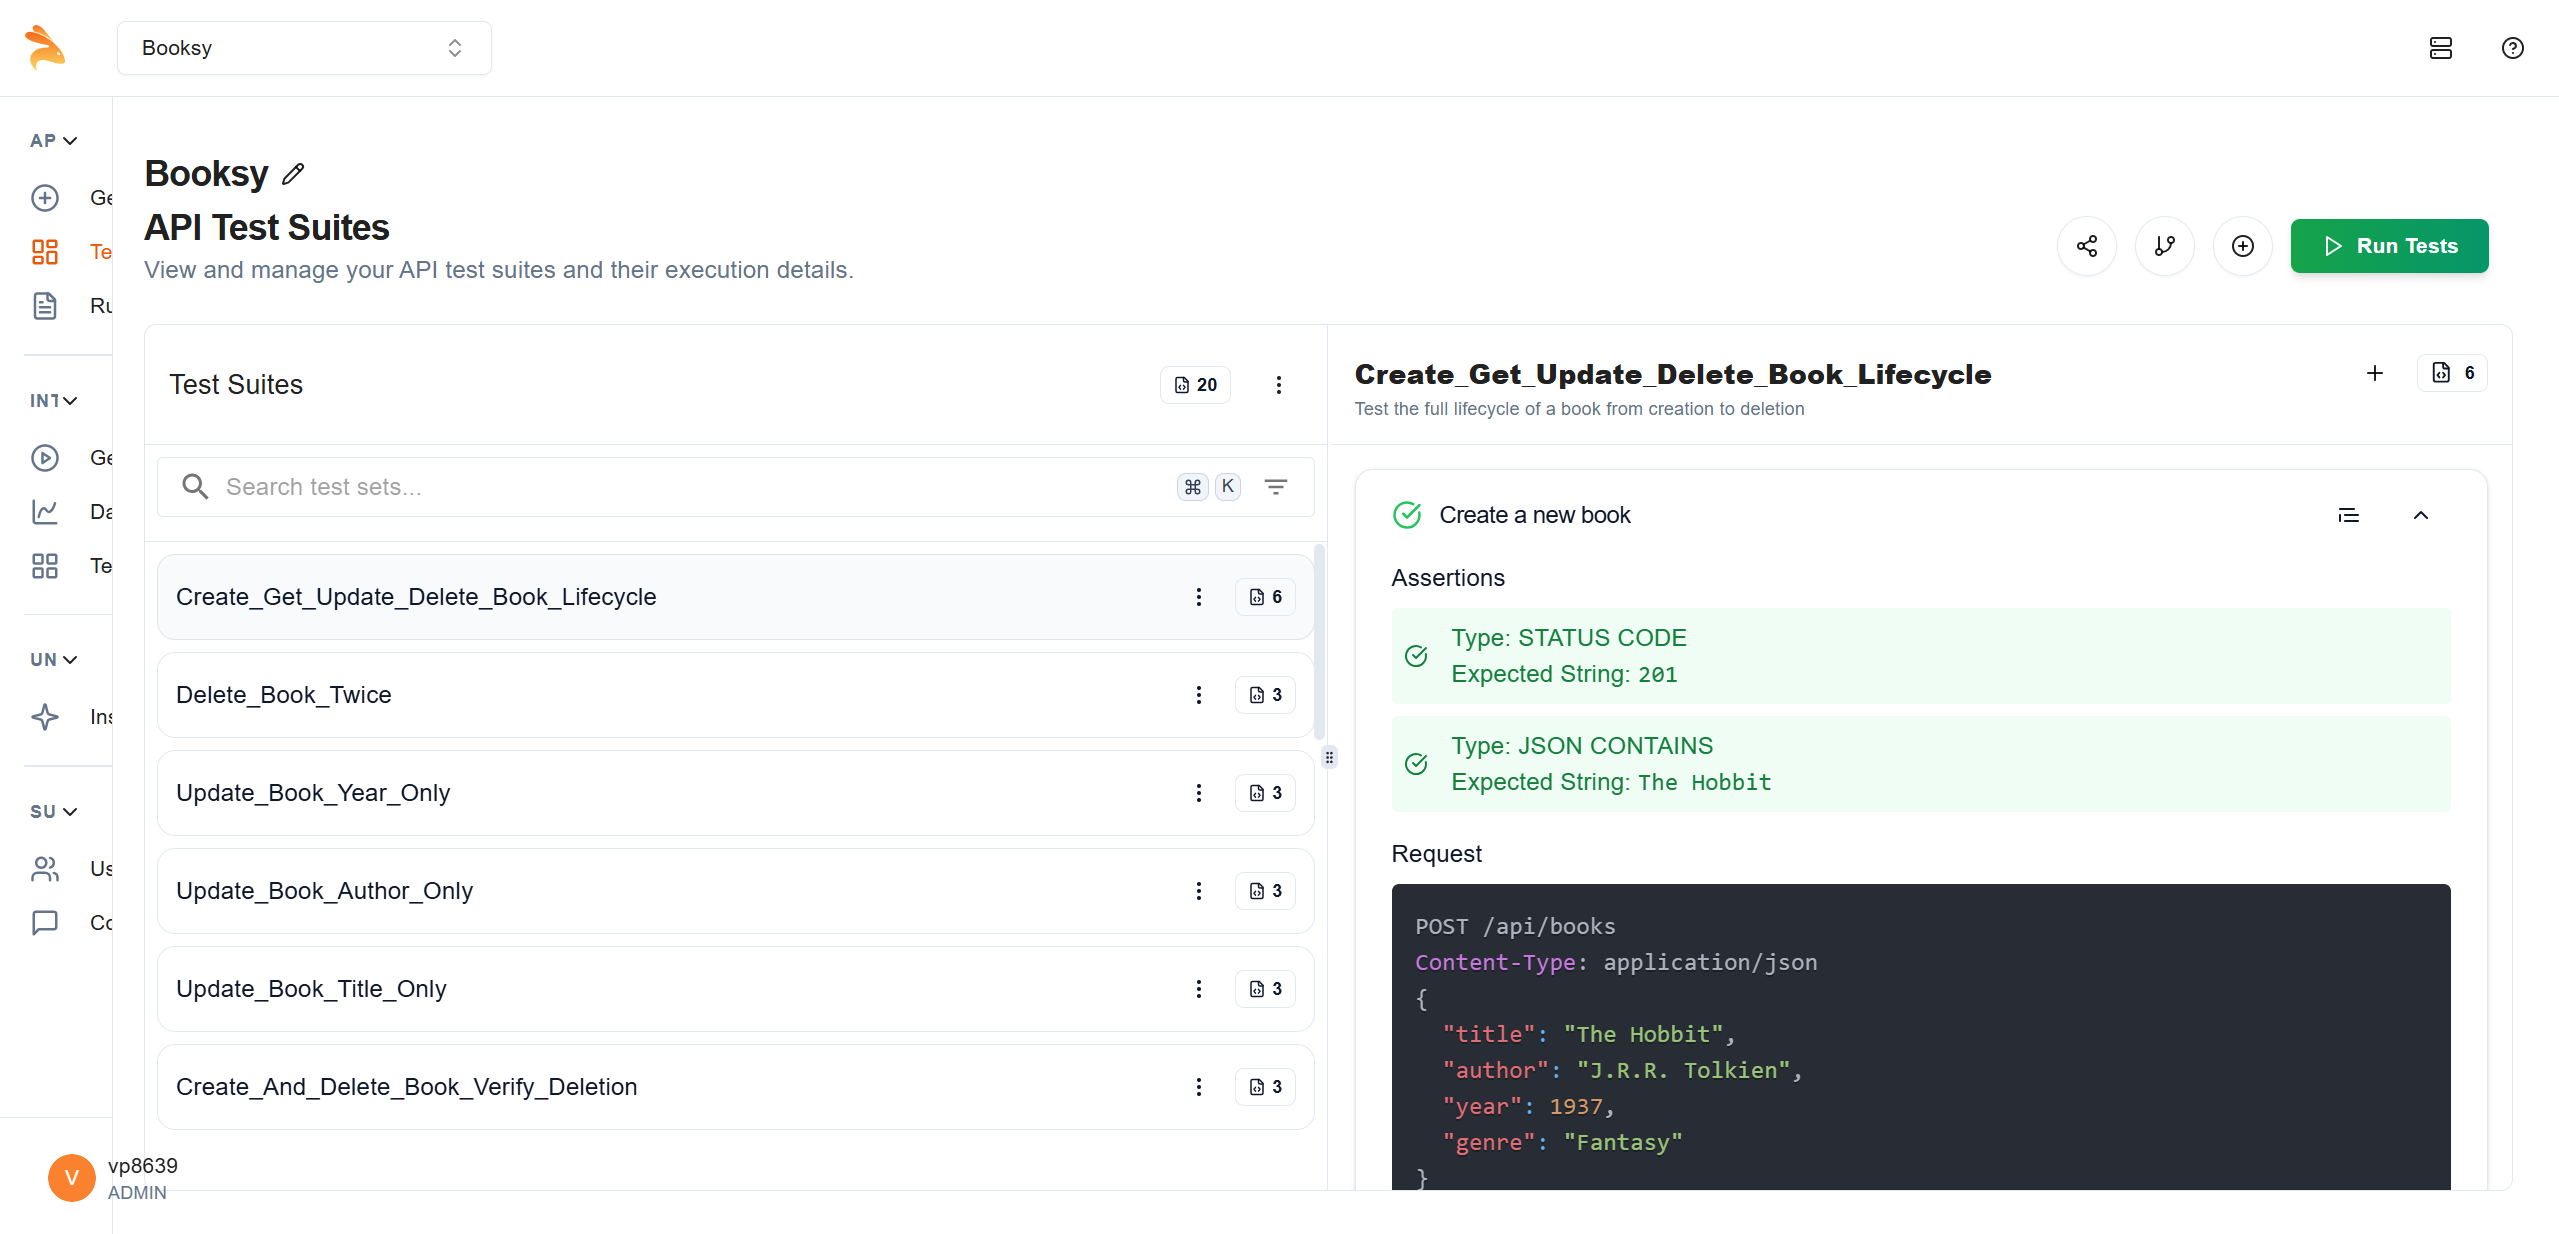 Booksy
AP
Ge
Te
Ru
INT
Ge
Da
Te
UN
Ins
SU
Us
Co
V
vp8639
ADMIN
Booksy
API Test Suites
View and manage your API test suites and their execution details.
Run Tests
Test Suites
20
Search test sets...
⌘ K
Create_Get_Update_Delete_Book_Lifecycle
6
Delete_Book_Twice
3
Update_Book_Year_Only
3
Update_Book_Author_Only
3
Update_Book_Title_Only
3
Create_And_Delete_Book_Verify_Deletion
3
Create_Get_Update_Delete_Book_Lifecycle
6
Test the full lifecycle of a book from creation to deletion
Create a new book
Assertions
Type: STATUS CODE
Expected String: 201
Type: JSON CONTAINS
Expected String: The Hobbit
Request
POST /api/books
Content-Type: application/json
{
"title": "The Hobbit",
"author": "J.R.R. Tolkien",
"year": 1937,
"genre": "Fantasy"
}